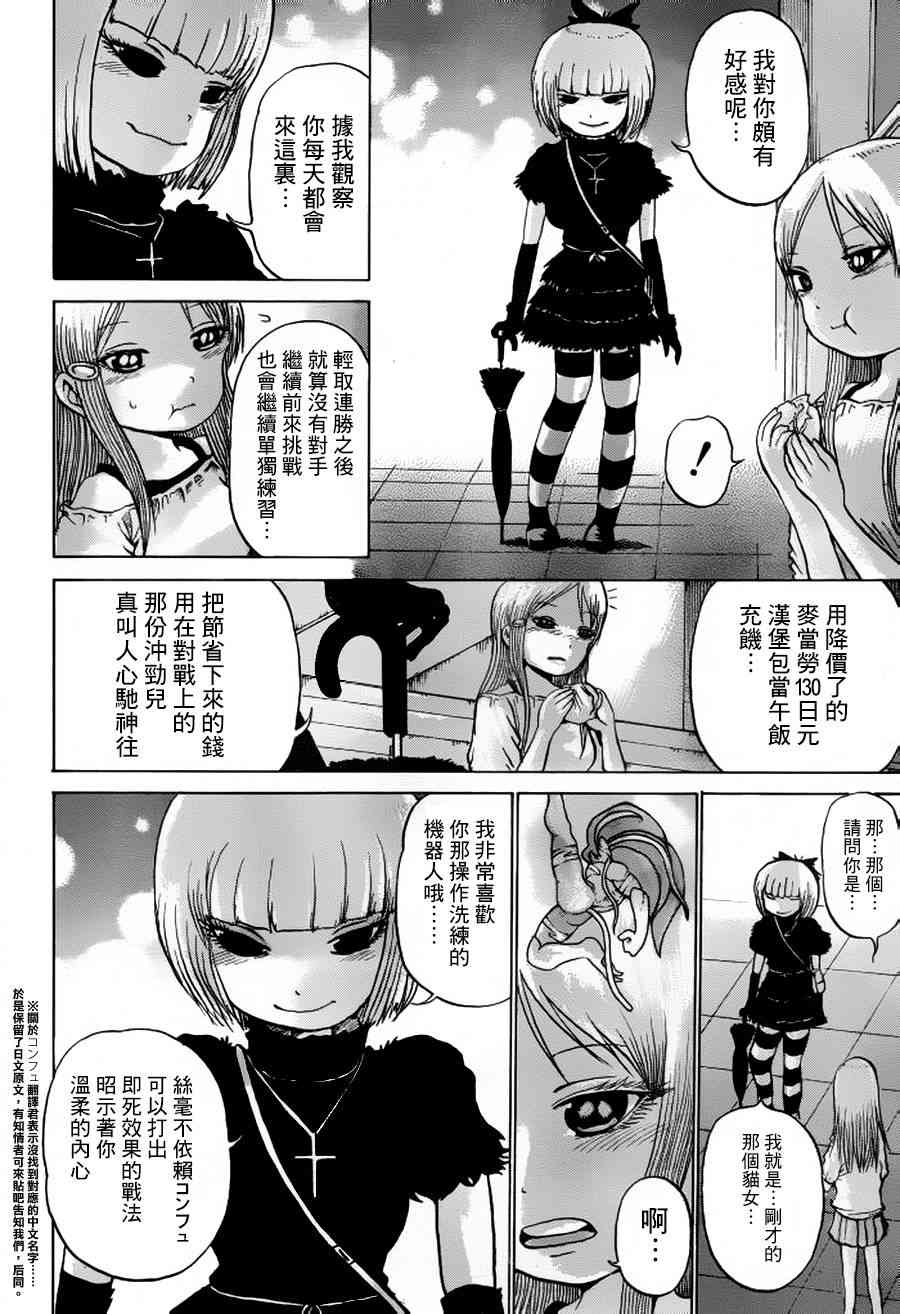 我對你頗有
好感呢…
！
據我觀察
你每天都會
來這裏…
輕取連勝之後
就算沒有對手
繼續前來挑戰
也會繼續單獨練習…
用降價了的
麥當勞130日元
漢堡包當午飯
充饑…
把節省下來的錢
用在對戰上的
那份沖勁兒
真叫人心馳神往
那…那個…
請問你是…
我就是…剛才的
那個貓女…
啊…
我非常喜歡
你那操作洗練的
機器人哦……
絲毫不依賴コンフュ
可以打出
即死效果的戰法
昭示著你
溫柔的內心
※關於コンフュ翻譯君表示沒找到對應的中文名字……
於是保留了日文原文，有知情者可來貼吧告知我們，后同。